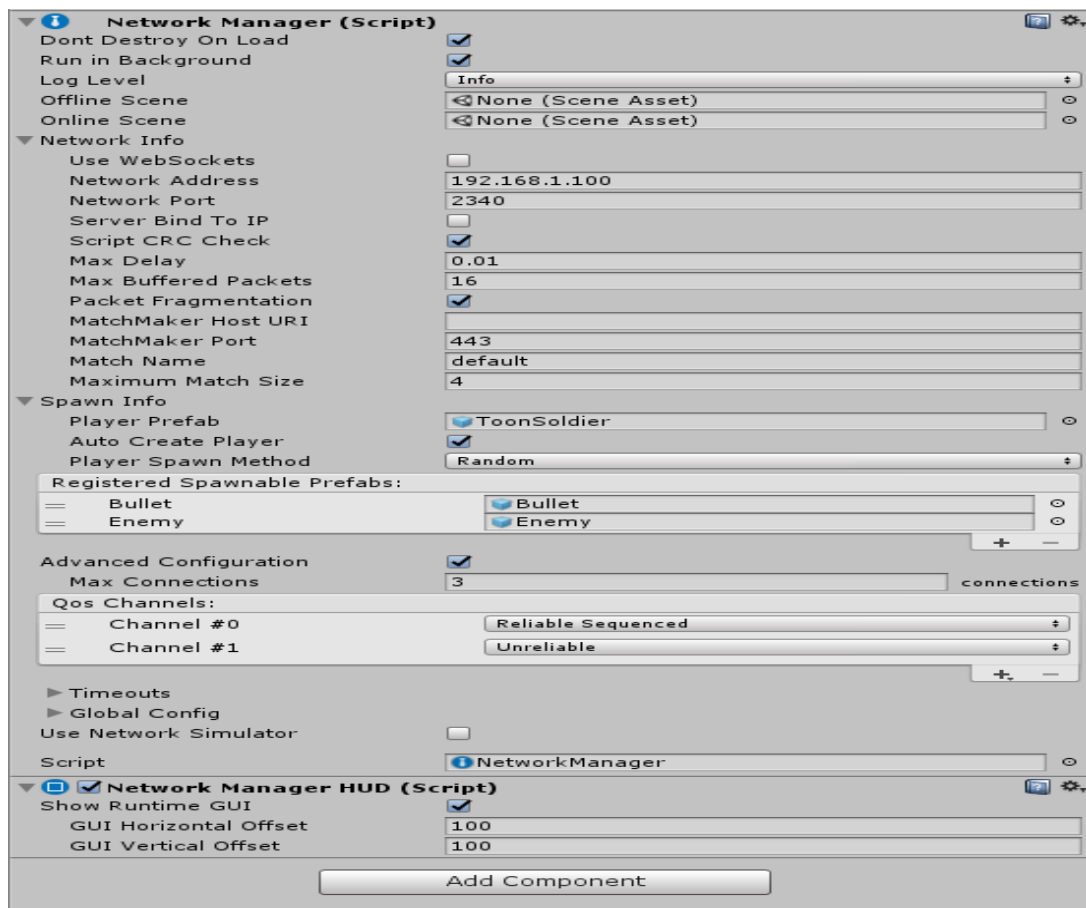 Network Manager (Script)
Dont Destroy On Load
Run in Background
Log Level Info
Offline Scene None (Scene Asset)
Online Scene None (Scene Asset)
Network Info
Use WebSockets
Network Address 192.168.1.100
Network Port 2340
Server Bind To IP
Script CRC Check
Max Delay 0.01
Max Buffered Packets 16
Packet Fragmentation
MatchMaker Host URI
MatchMaker Port 443
Match Name default
Maximum Match Size 4
Spawn Info
Player Prefab ToonSoldier
Auto Create Player
Player Spawn Method Random
Registered Spawnable Prefabs:
Bullet Bullet
Enemy Enemy
Advanced Configuration
Max Connections 3 connections
Qos Channels:
Channel #0 Reliable Sequenced
Channel #1 Unreliable
Timeouts
Global Config
Use Network Simulator
Script NetworkManager
Network Manager HUD (Script)
Show Runtime GUI
GUI Horizontal Offset 100
GUI Vertical Offset 100
Add Component